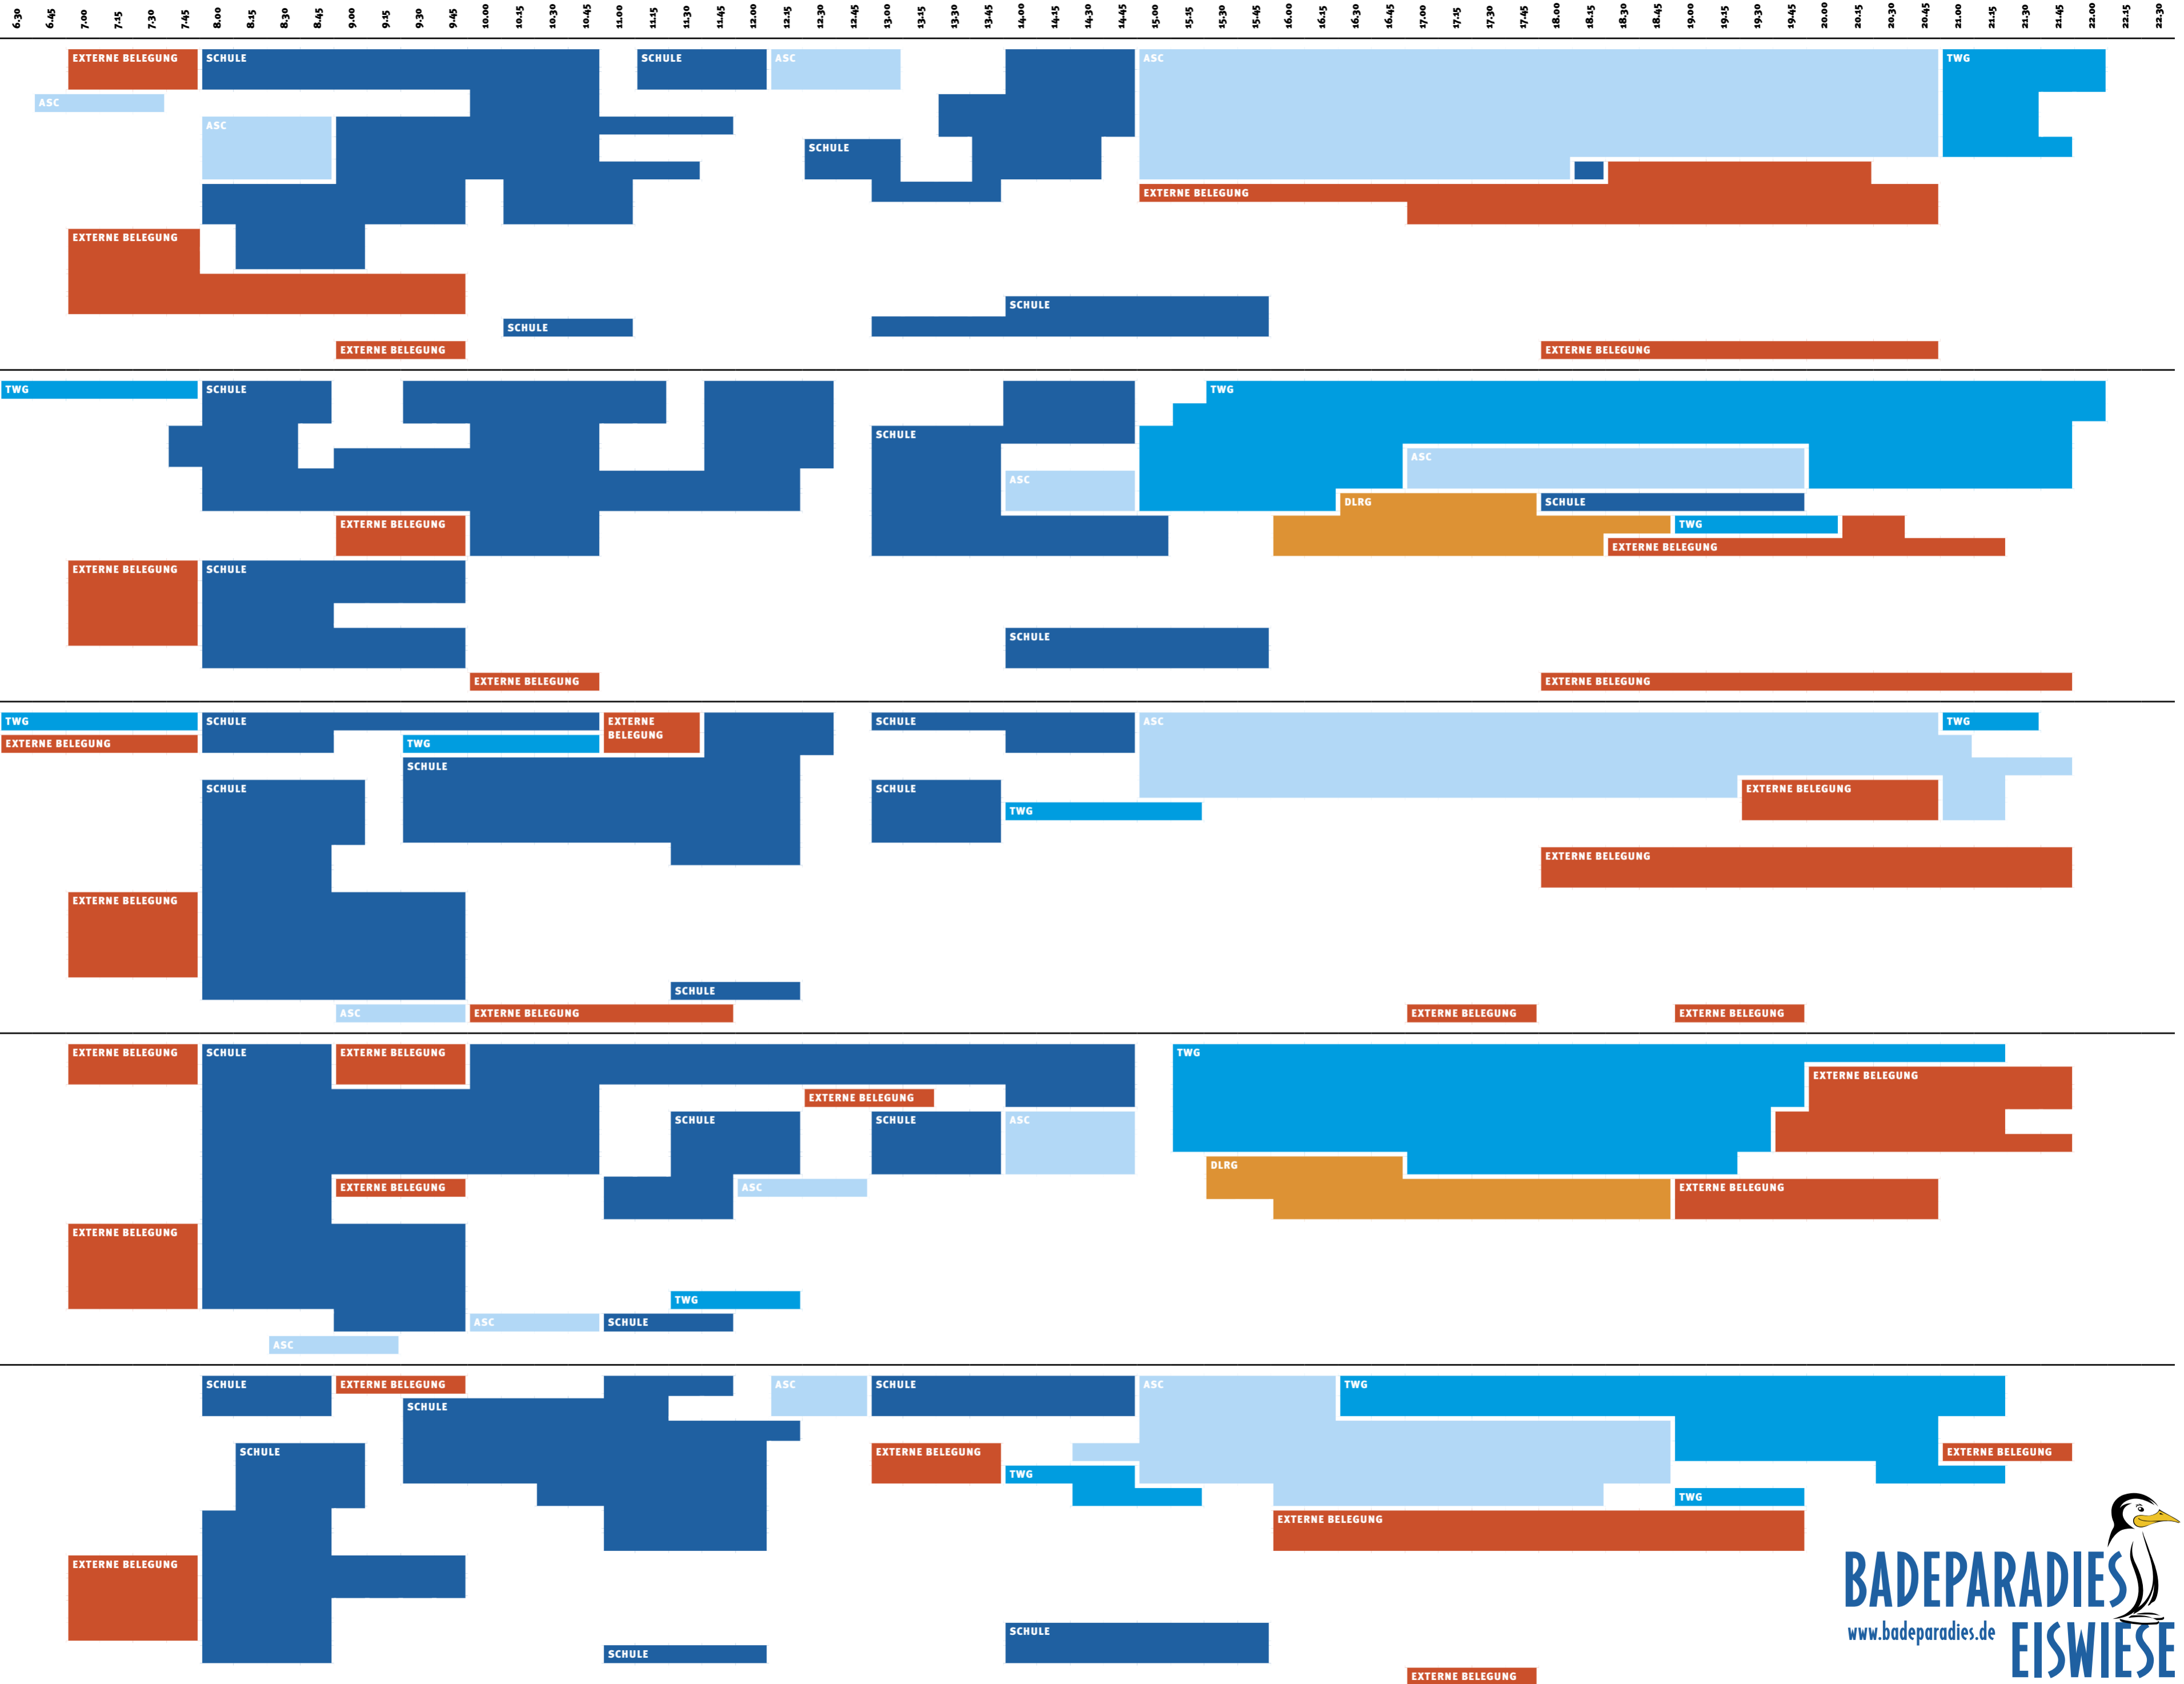 6.30 6.45 7.00 7.15 7.30 7.45 8.00 8.15 8.30 8.45 9.00 9.15 9.30 9.45 10.00 10.15 10.30 10.45 11.00 11.15 11.30 11.45 12.00 12.15 12.30 12.45 13.00 13.15 13.30 13.45 14.00 14.15 14.30 14.45 15.00 15.15 15.30 15.45 16.00 16.15 16.30 16.45 17.00 17.15 17.30 17.45 18.00 18.15 18.30 18.45 19.00 19.15 19.30 19.45 20.00 20.15 20.30 20.45 21.00 21.15 21.30 21.45 22.00 22.15 22.30
EXTERNE BELEGUNG SCHULE SCHULE ASC ASC TWG
ASC
ASC
SCHULE
EXTERNE BELEGUNG
EXTERNE BELEGUNG
SCHULE
SCHULE
EXTERNE BELEGUNG EXTERNE BELEGUNG
TWG SCHULE TWG
SCHULE
ASC
ASC
DLRG SCHULE
EXTERNE BELEGUNG TWG
EXTERNE BELEGUNG
EXTERNE BELEGUNG SCHULE
SCHULE
EXTERNE BELEGUNG EXTERNE BELEGUNG
TWG SCHULE EXTERNE SCHULE ASC TWG
BELEGUNG
EXTERNE BELEGUNG TWG
SCHULE
SCHULE SCHULE EXTERNE BELEGUNG
TWG
EXTERNE BELEGUNG
EXTERNE BELEGUNG
SCHULE
ASC EXTERNE BELEGUNG EXTERNE BELEGUNG EXTERNE BELEGUNG
EXTERNE BELEGUNG SCHULE EXTERNE BELEGUNG TWG
EXTERNE BELEGUNG
EXTERNE BELEGUNG
SCHULE SCHULE ASC
DLRG
EXTERNE BELEGUNG ASC EXTERNE BELEGUNG
EXTERNE BELEGUNG
TWG
ASC SCHULE
ASC
SCHULE EXTERNE BELEGUNG ASC SCHULE ASC TWG
SCHULE
SCHULE EXTERNE BELEGUNG EXTERNE BELEGUNG
TWG
TWG
EXTERNE BELEGUNG
EXTERNE BELEGUNG
SCHULE
SCHULE
EXTERNE BELEGUNG
BADEPARADIES
www.badeparadies.de
EISWIESE